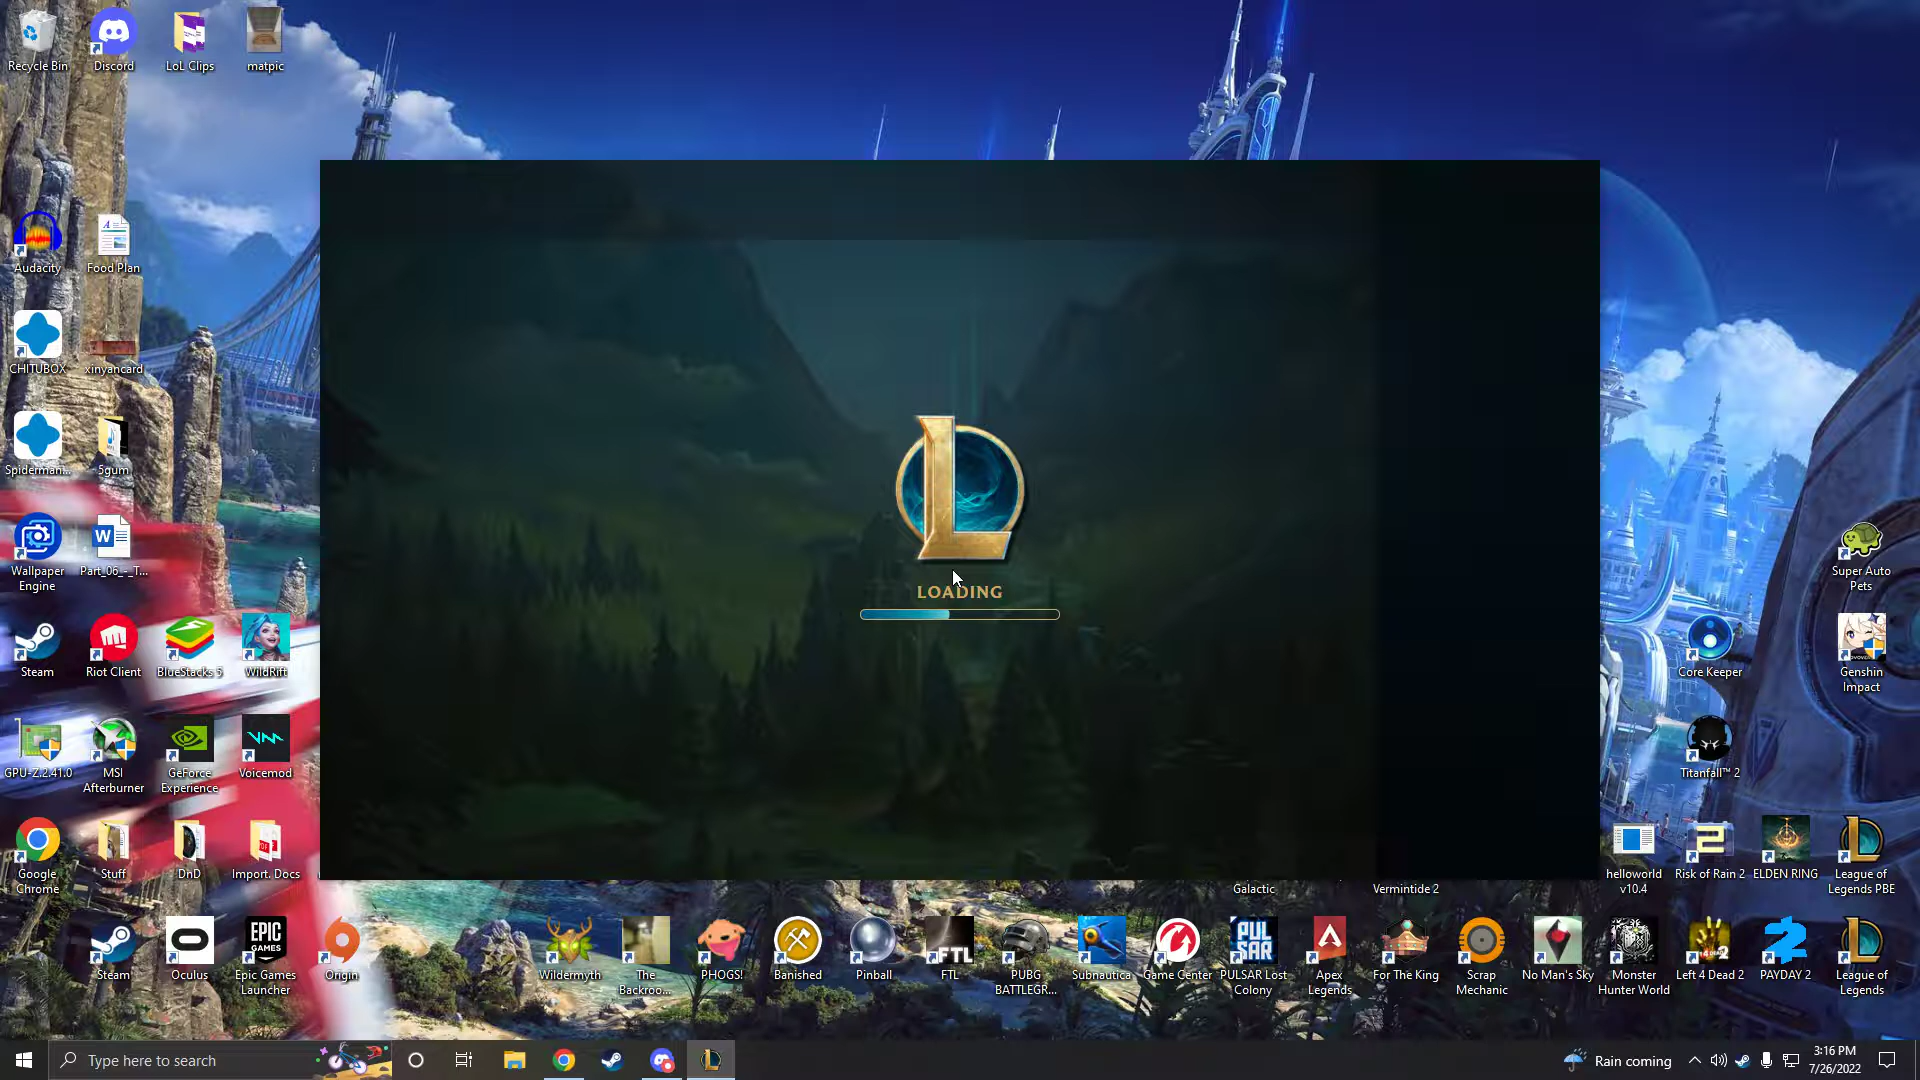 Recycle Bin
Discord
LoL Clips
matpic
Audacity
Food Plan
CHITUBOX
xinyancard
Spiderman...
5gum
Wallpaper
Engine
Part_06_-_T...
Super Auto
Pets
Steam
Riot Client
BlueStacks 5
WildRift
Core Keeper
Genshin
Impact
LOADING
GPU-Z.2.41.0
MSI
Afterburner
GeForce
Experience
Voicemod
Titanfall™ 2
Google
Chrome
Stuff
DnD
Import. Docs
Galactic
Vermintide 2
helloworld
v10.4
Risk of Rain 2
ELDEN RING
League of
Legends PBE
EPIC
GAMES
FTL
PUL
SAR
Steam
Oculus
Epic Games
Launcher
Origin
Wildermyth
The
Backroo...
PHOGS!
Banished
Pinball
FTL
PUBG
BATTLEGR...
Subnautica
Game Center
PULSAR Lost
Colony
Apex
Legends
For The King
Scrap
Mechanic
No Man's Sky
Monster
Hunter World
Left 4 Dead 2
PAYDAY 2
League of
Legends
Type here to search
Rain coming
3:16 PM
7/26/2022